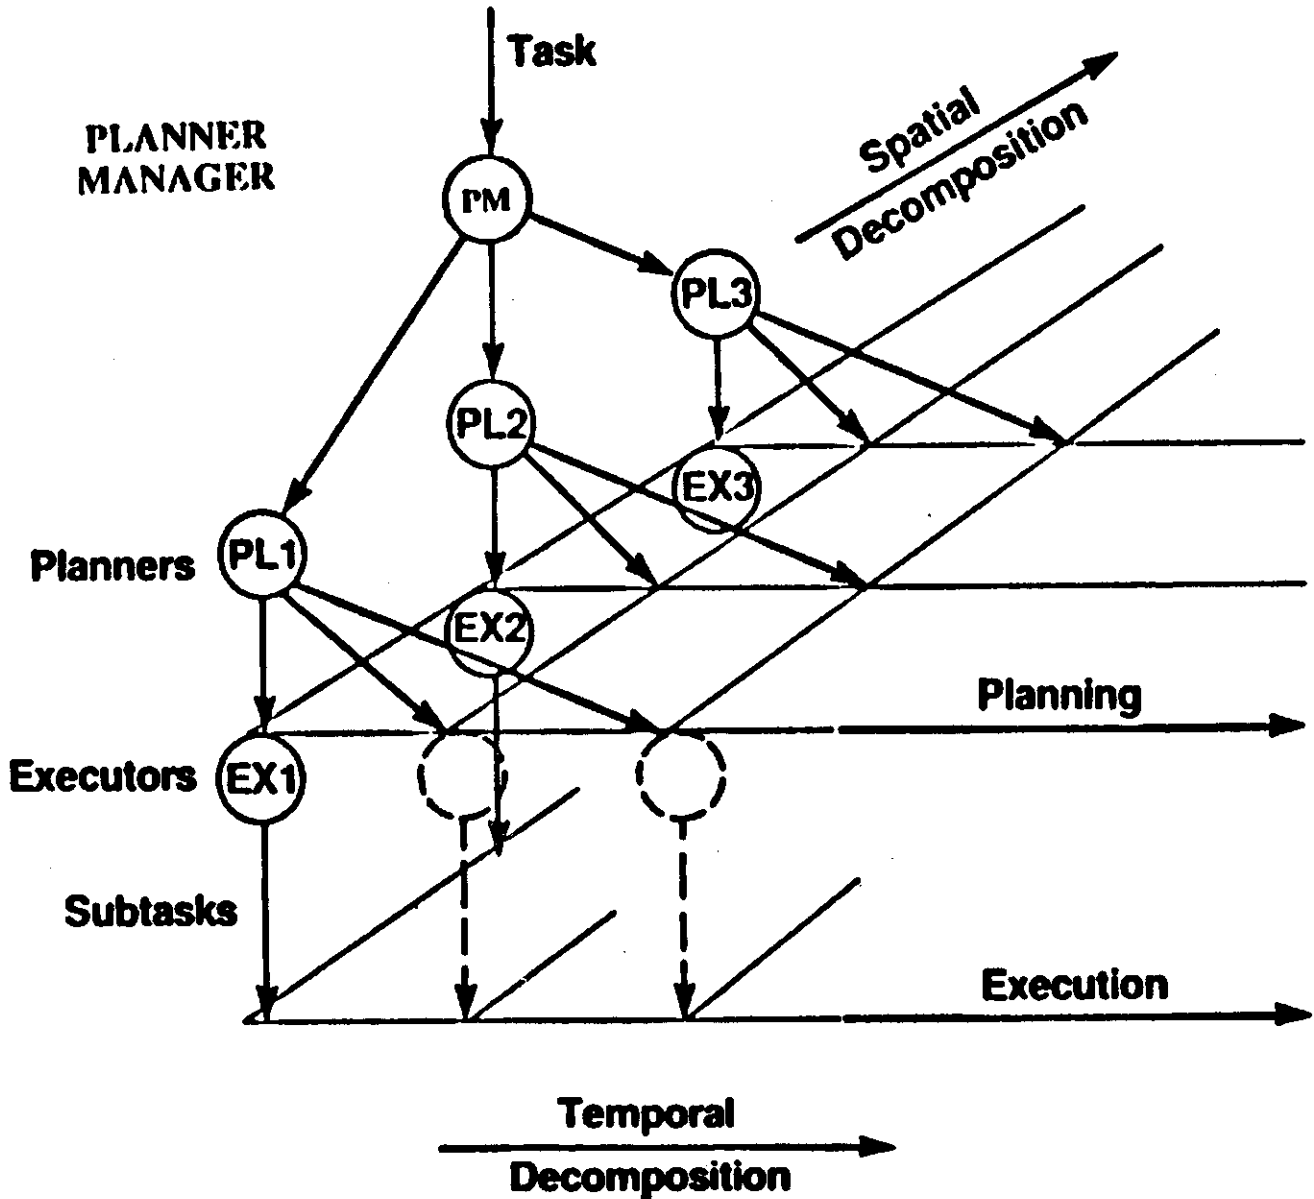 Task
PLANNER
MANAGER
Spatial
Decomposition
PM
PL3
PL2
EX3
PL1
Planners
EX2
Planning
Executors
EX1
Subtasks
Execution
Temporal
Decomposition